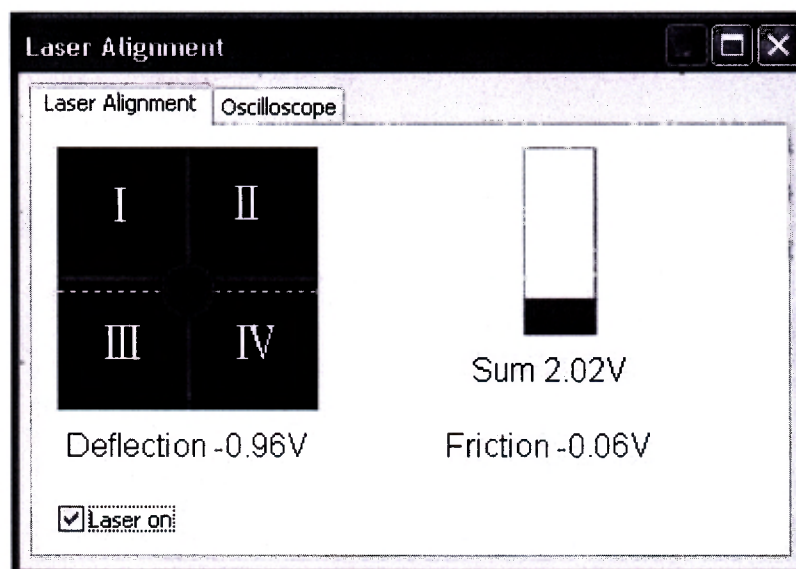 Laser Alignment
Laser Alignment Oscilloscope
I II
III IV
Sum 2.02V
Deflection -0.96V Friction -0.06V
Laser on